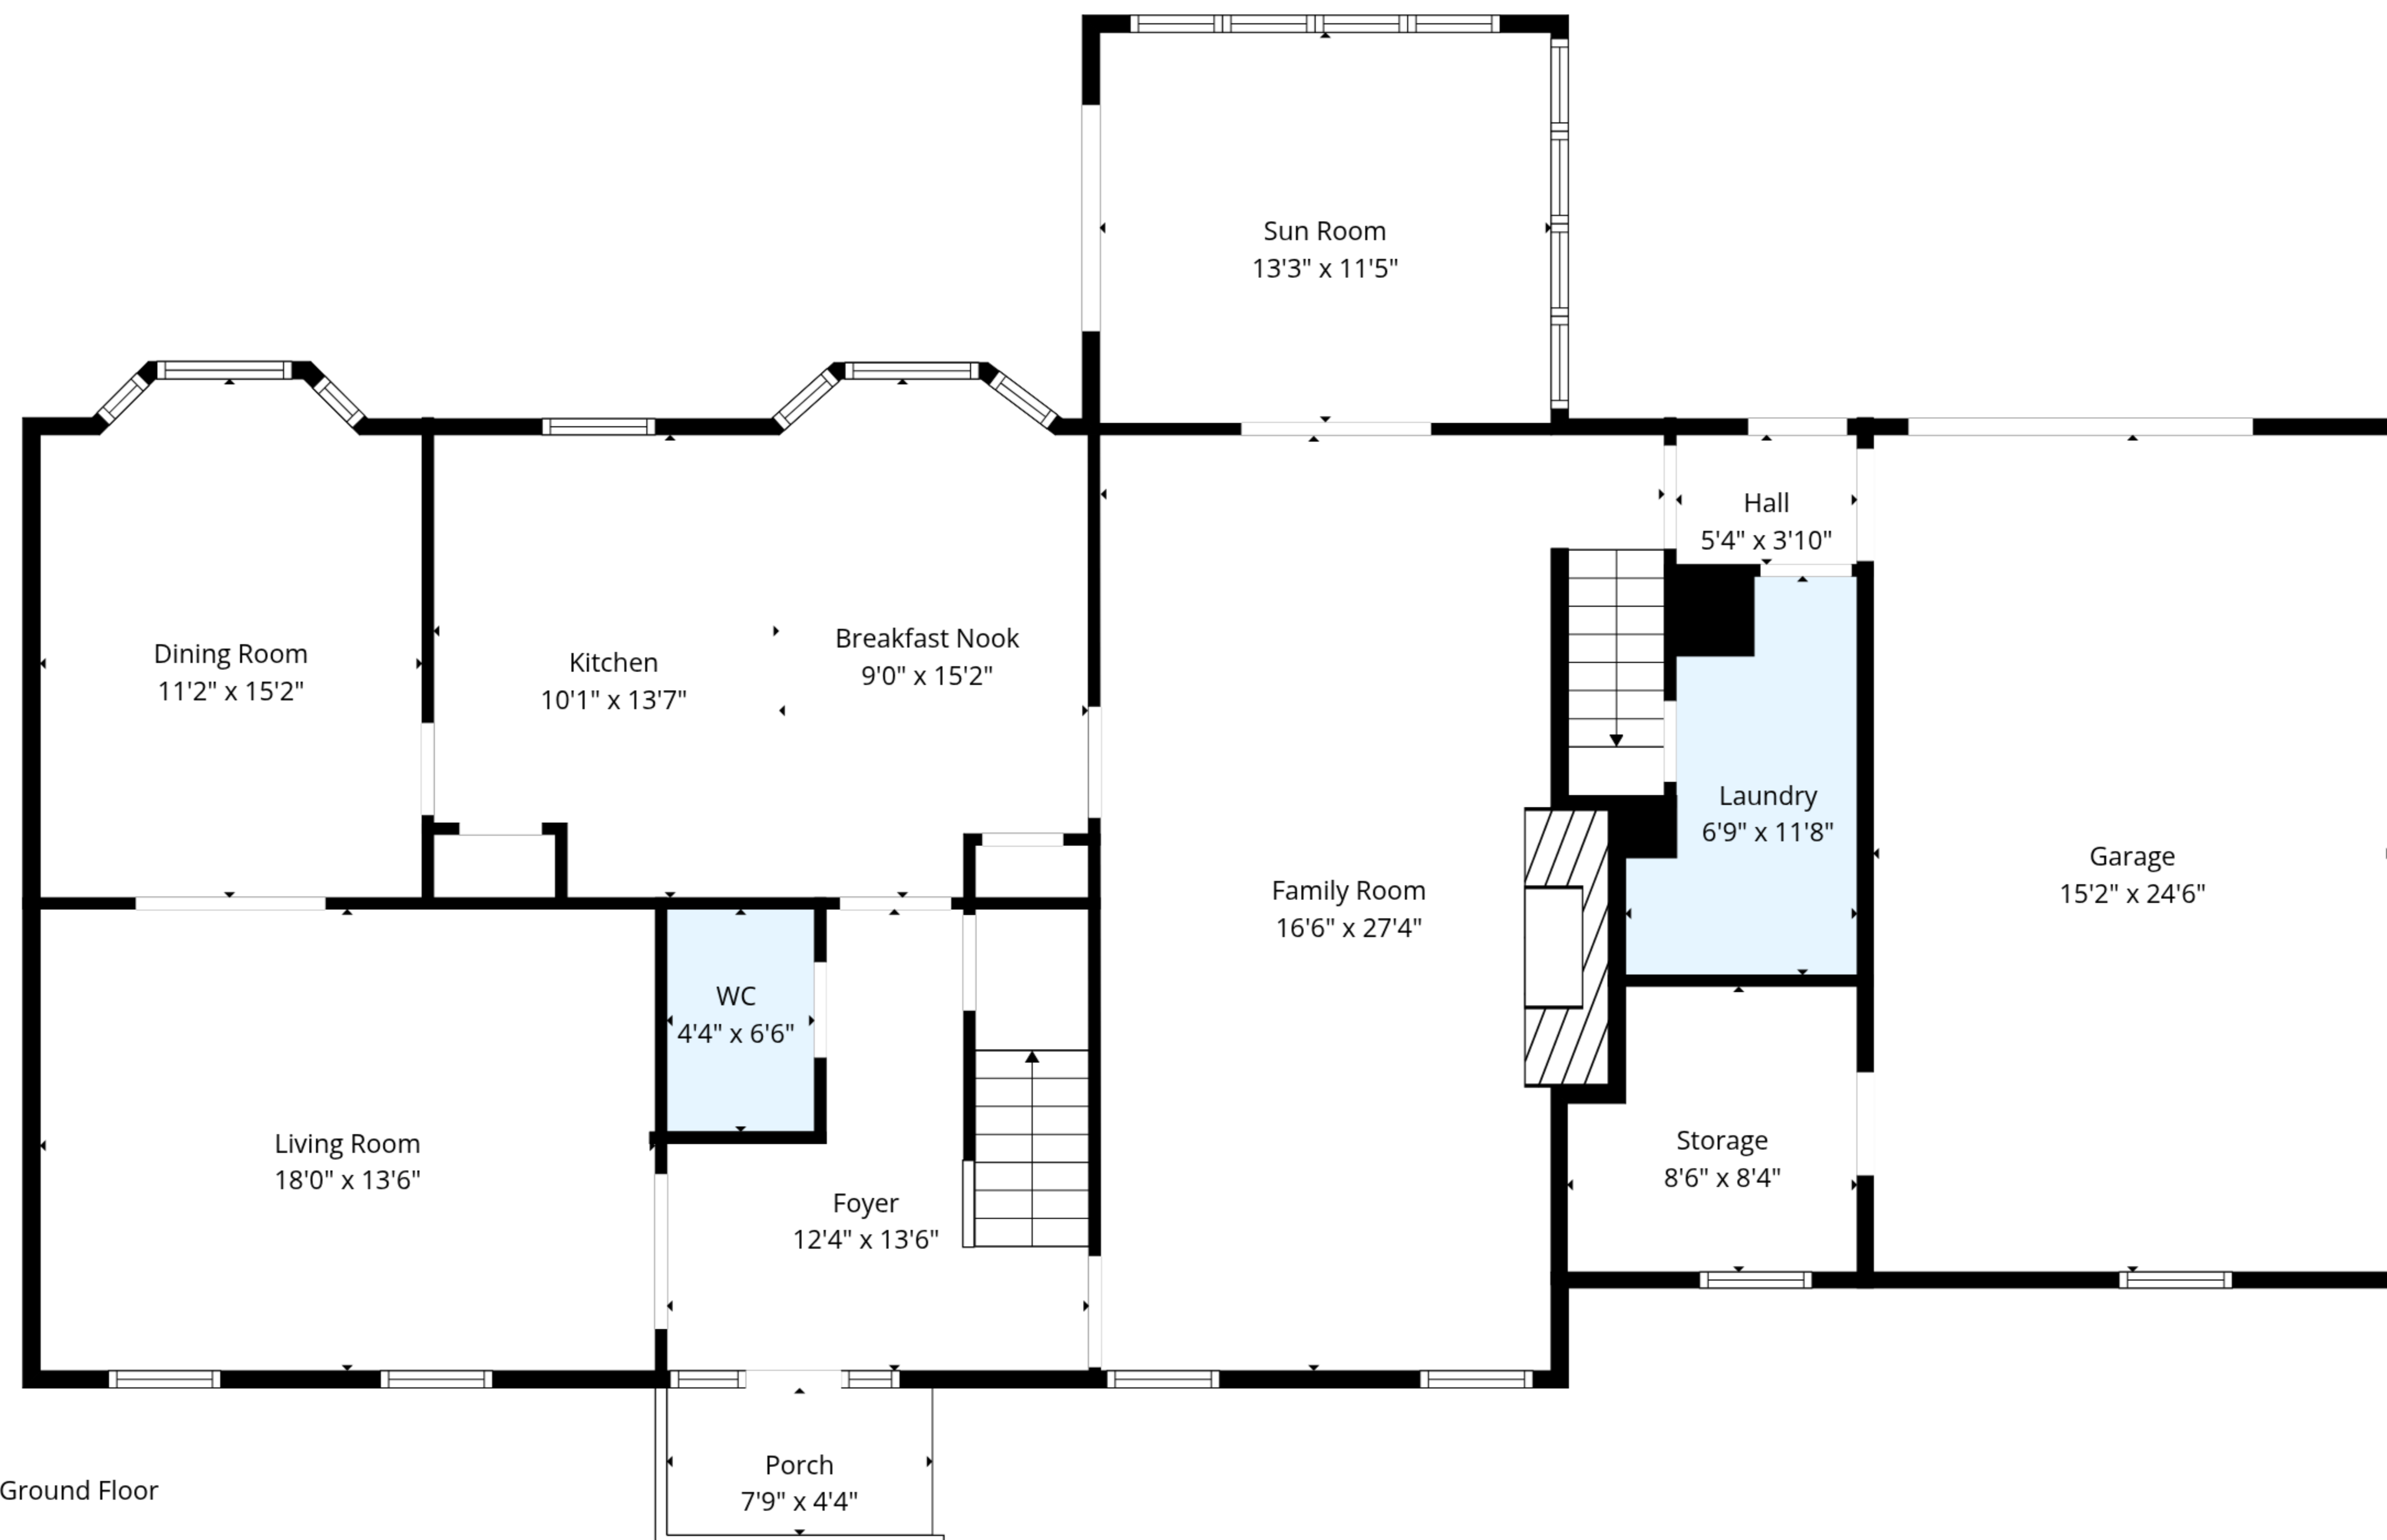 Sun Room
13'3" x 11'5"
Hall
5'4" x 3'10"
Dining Room
11'2" x 15'2"
Kitchen
10'1" x 13'7"
Breakfast Nook
9'0" x 15'2"
Laundry
6'9" x 11'8"
Family Room
16'6" x 27'4"
Garage
15'2" x 24'6"
WC
4'4" x 6'6"
Living Room
18'0" x 13'6"
Storage
8'6" x 8'4"
Foyer
12'4" x 13'6"
Porch
7'9" x 4'4"
Ground Floor